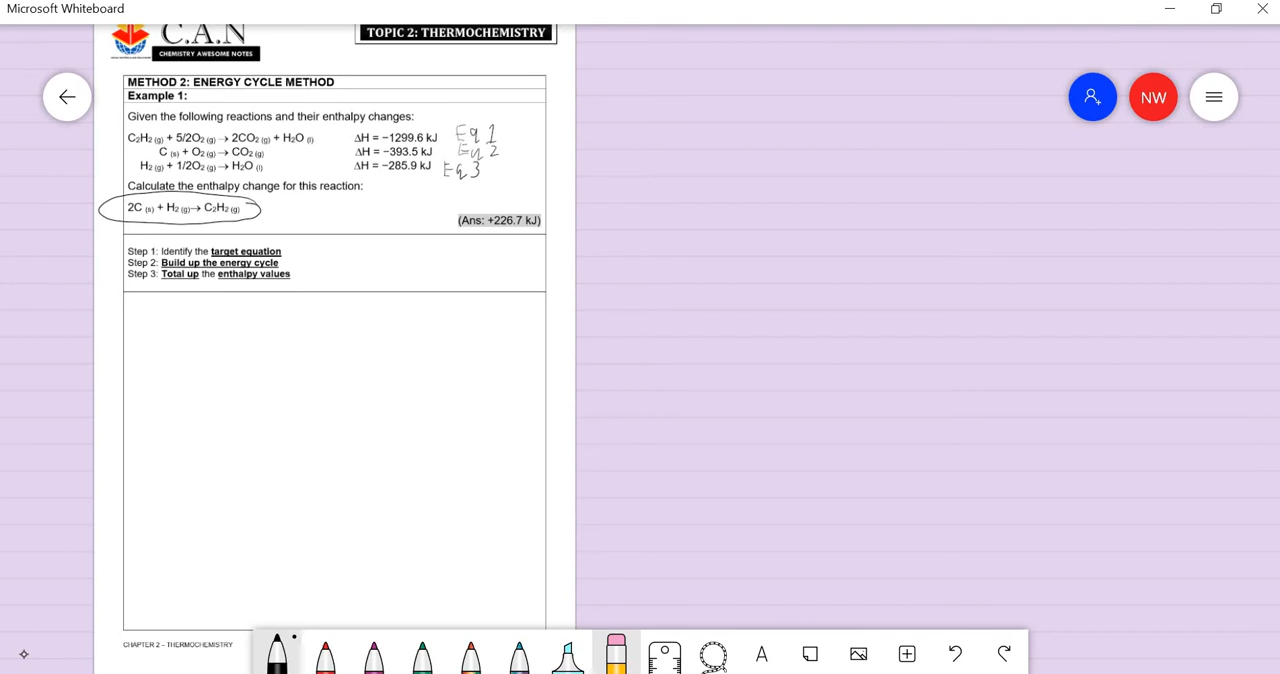 Microsoft Whiteboard
C.A.N
CHEMISTRY AWESOME NOTES
TOPIC 2: THERMOCHEMISTRY
NW
METHOD 2: ENERGY CYCLE METHOD
Example 1:
Given the following reactions and their enthalpy changes:
C2H2 (g) + 5/2O2 (g) → 2CO2 (g) + H2O (l) ΔH = −1299.6 kJ Eq 1
C (s) + O2 (g) → CO2 (g) ΔH = −393.5 kJ Eq 2
H2 (g) + 1/2O2 (g) → H2O (l) ΔH = −285.9 kJ Eq 3
Calculate the enthalpy change for this reaction:
2C (s) + H2 (g) → C2H2 (g)
(Ans: +226.7 kJ)
Step 1: Identify the target equation
Step 2: Build up the energy cycle
Step 3: Total up the enthalpy values
CHAPTER 2 – THERMOCHEMISTRY
A